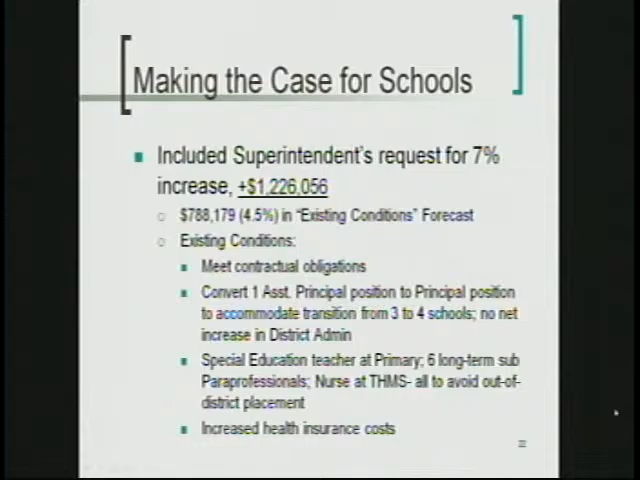 Making the Case for Schools
Included Superintendent's request for 7%
increase, +$1,226,056
$788,179 (4.5%) in "Existing Conditions" Forecast
Existing Conditions:
Meet contractual obligations
Convert 1 Asst. Principal position to Principal position
to accommodate transition from 3 to 4 schools; no net
increase in District Admin
Special Education teacher at Primary; 6 long-term sub
Paraprofessionals; Nurse at THMS- all to avoid out-of-
district placement
Increased health insurance costs